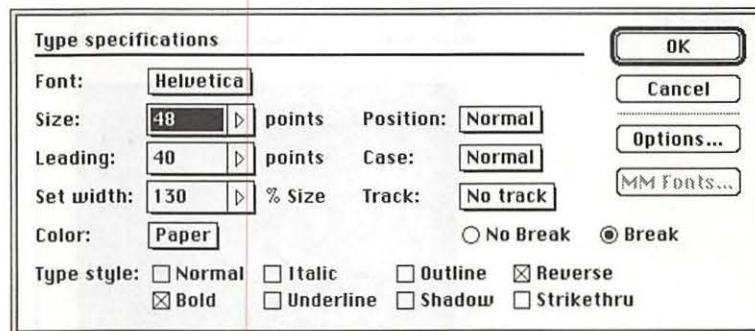 Type specifications
OK
Font: Helvetica
Cancel
Size: 48 points Position: Normal
Options...
Leading: 40 points Case: Normal
MM Fonts...
Set width: 130 % Size Track: No track
Color: Paper No Break Break
Type style: Normal Italic Outline Reverse
Bold Underline Shadow Strikethru